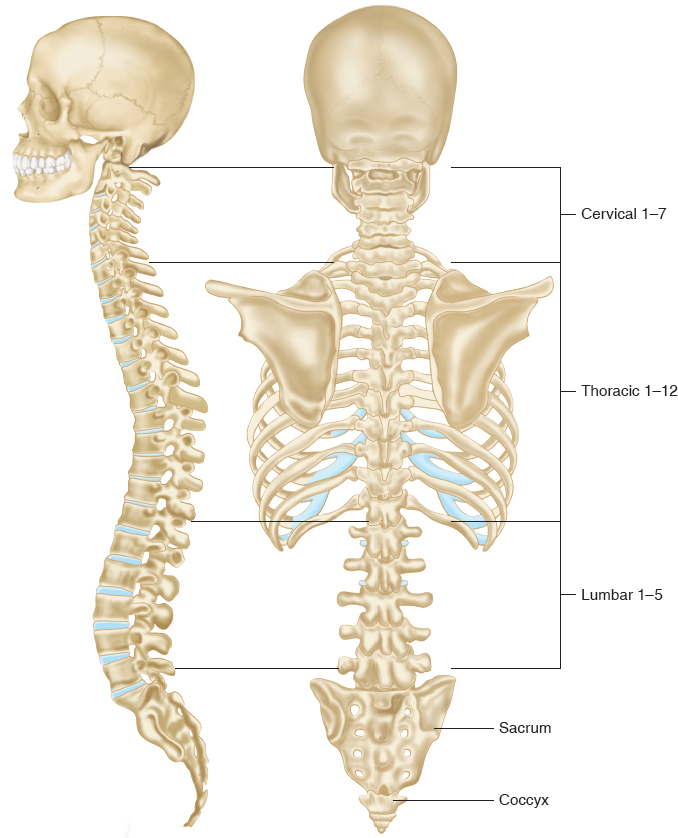 Cervical 1–7
Thoracic 1–12
Lumbar 1–5
Sacrum
Coccyx